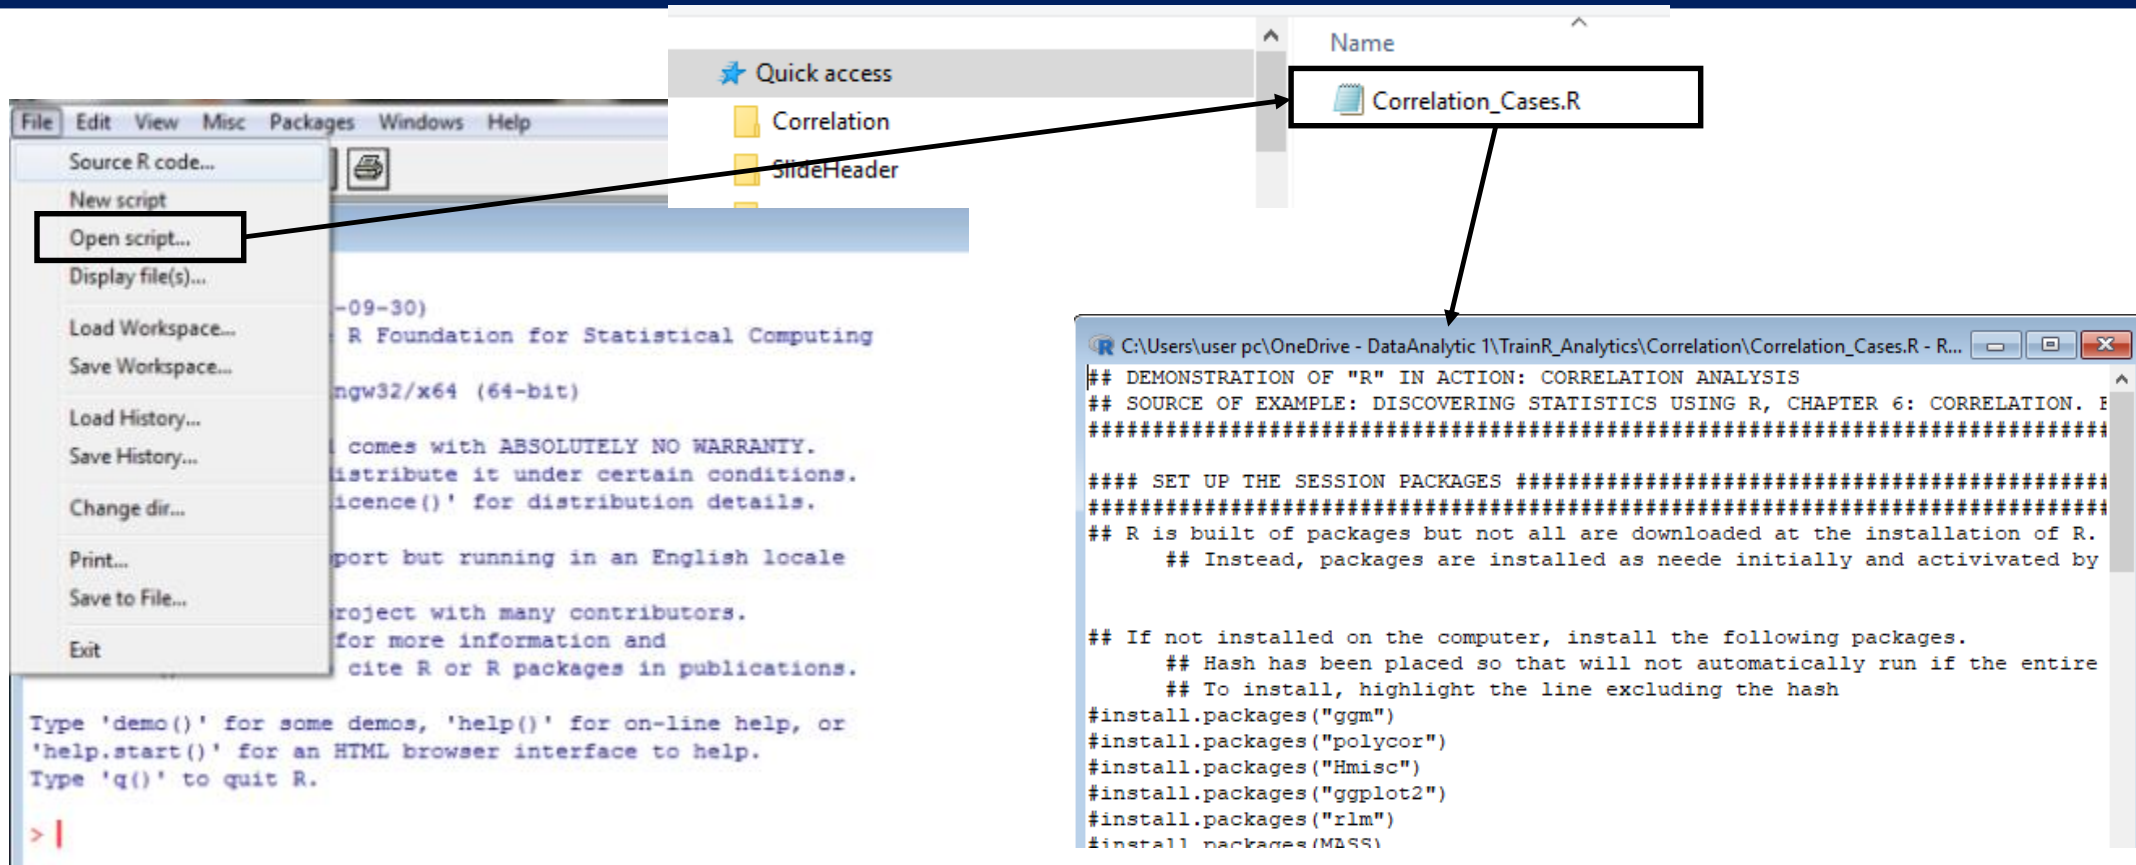 Quick access
Correlation
SlideHeader
Name
Correlation_Cases.R
File Edit View Misc Packages Windows Help
Source R code...
New script
Open script...
Display file(s)...
Load Workspace...
Save Workspace...
Load History...
Save History...
Change dir...
Print...
Save to File...
Exit
-09-30)
R Foundation for Statistical Computing
ngw32/x64 (64-bit)
comes with ABSOLUTELY NO WARRANTY.
istribute it under certain conditions.
icence()' for distribution details.
port but running in an English locale
roject with many contributors.
for more information and
cite R or R packages in publications.
Type 'demo()' for some demos, 'help()' for on-line help, or
'help.start()' for an HTML browser interface to help.
Type 'q()' to quit R.
>
C:\Users\user pc\OneDrive - DataAnalytic 1\TrainR_Analytics\Correlation\Correlation_Cases.R - R...
## DEMONSTRATION OF "R" IN ACTION: CORRELATION ANALYSIS
## SOURCE OF EXAMPLE: DISCOVERING STATISTICS USING R, CHAPTER 6: CORRELATION.
###############################################################################
#### SET UP THE SESSION PACKAGES ##############################################
###############################################################################
## R is built of packages but not all are downloaded at the installation of R.
## Instead, packages are installed as neede initially and activivated by
## If not installed on the computer, install the following packages.
## Hash has been placed so that will not automatically run if the entire
## To install, highlight the line excluding the hash
#install.packages("ggm")
#install.packages("polycor")
#install.packages("Hmisc")
#install.packages("ggplot2")
#install.packages("rlm")
#install.packages(MASS)